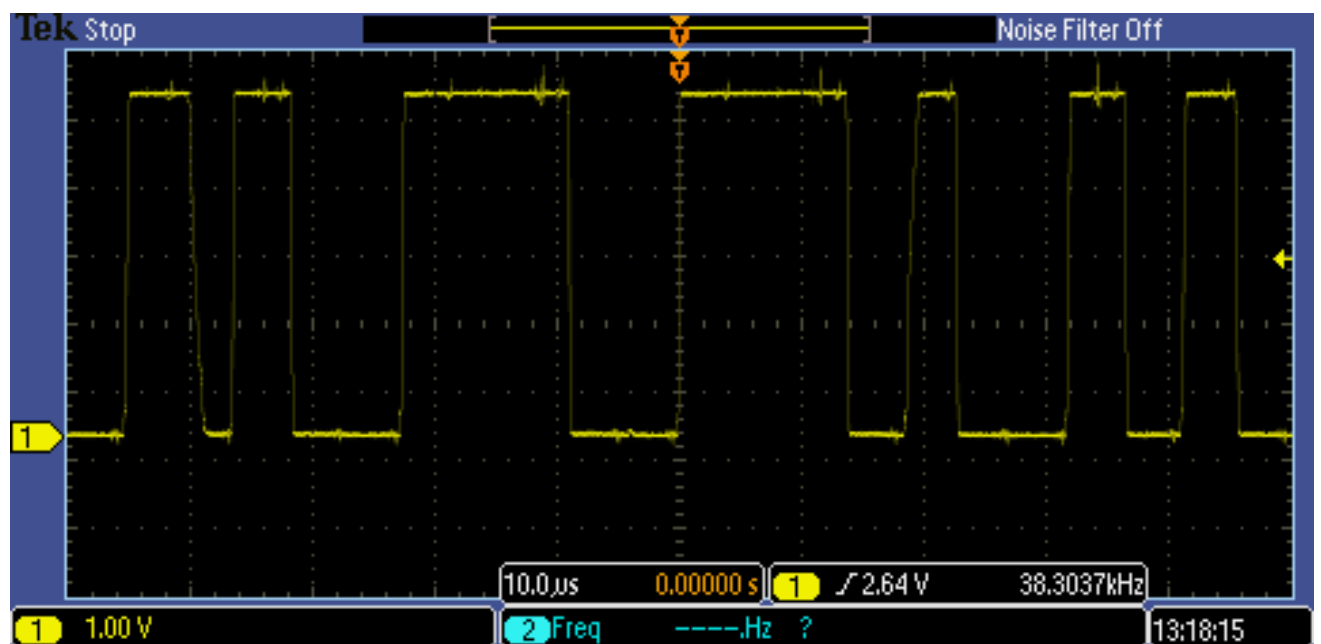 Tek Stop Noise Filter Off
T
T
1
10.0µs 0.00000 s 1 2.64 V 38.3037kHz
1 1.00 V 2 Freq ----.Hz ? 13:18:15